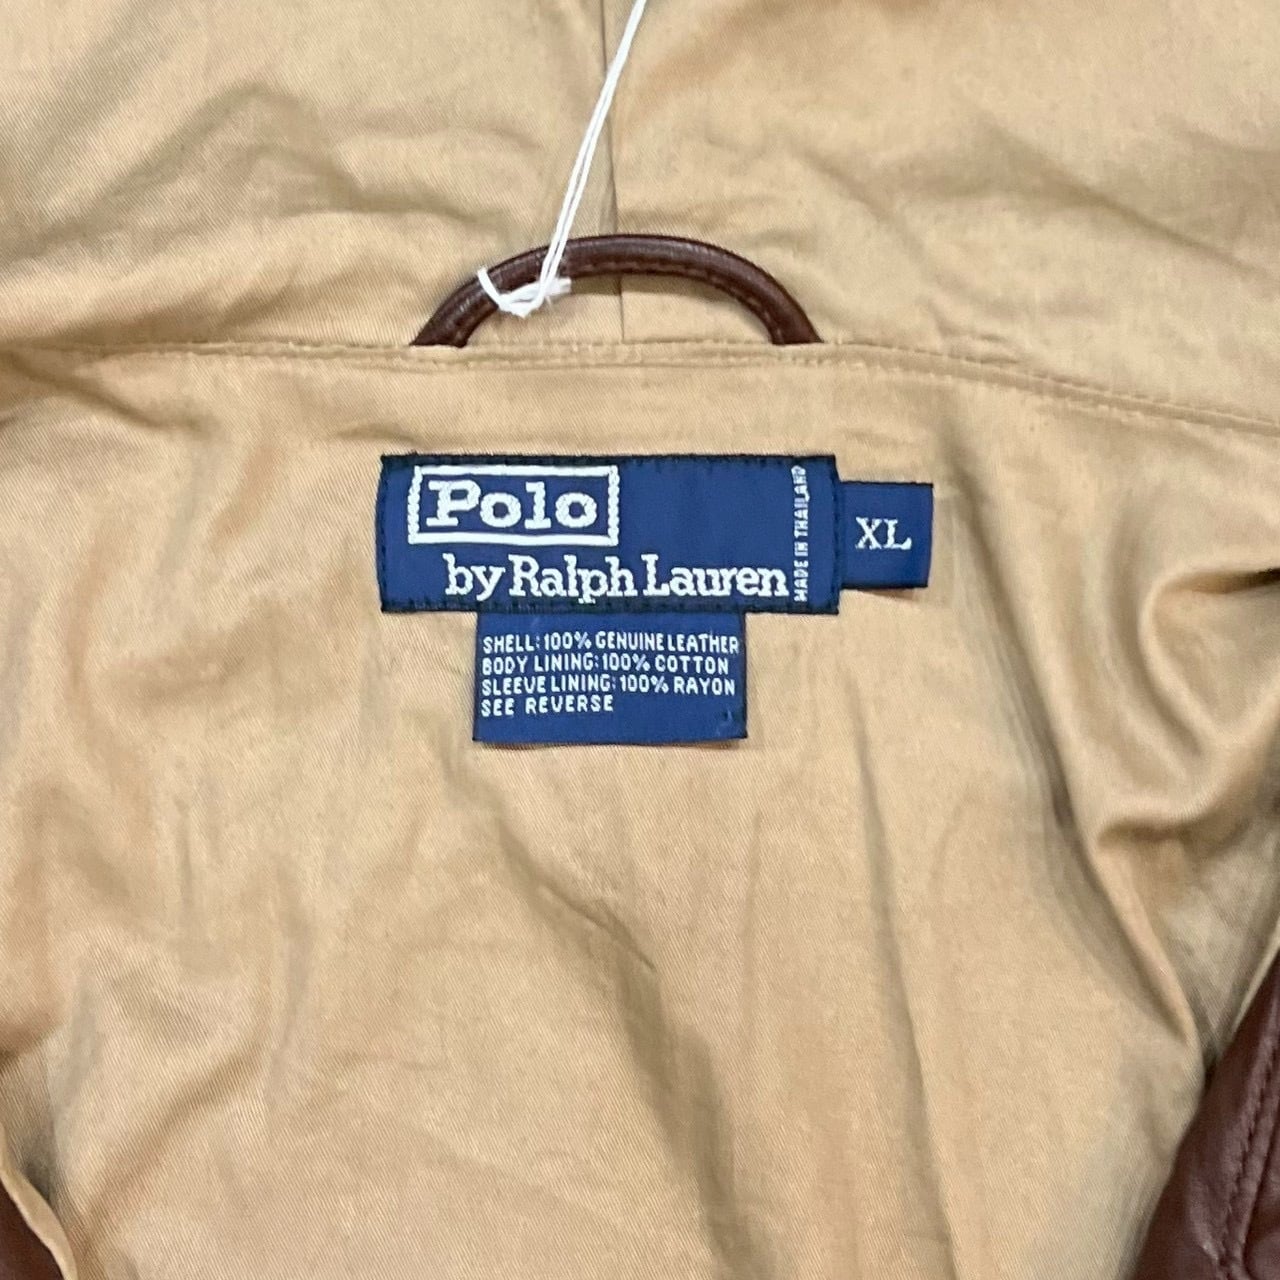 Polo
by Ralph Lauren
MADE IN THAILAND
XL
SHELL: 100% GENUINE LEATHER
BODY LINING: 100% COTTON
SLEEVE LINING: 100% RAYON
SEE REVERSE